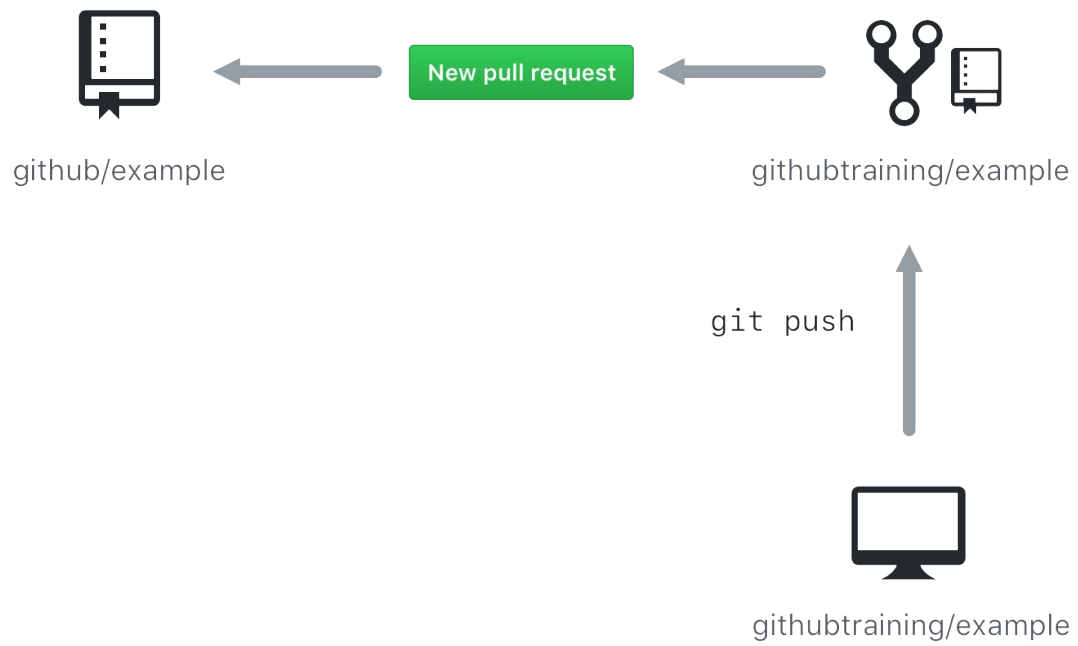 New pull request
github/example
githubtraining/example
git push
githubtraining/example